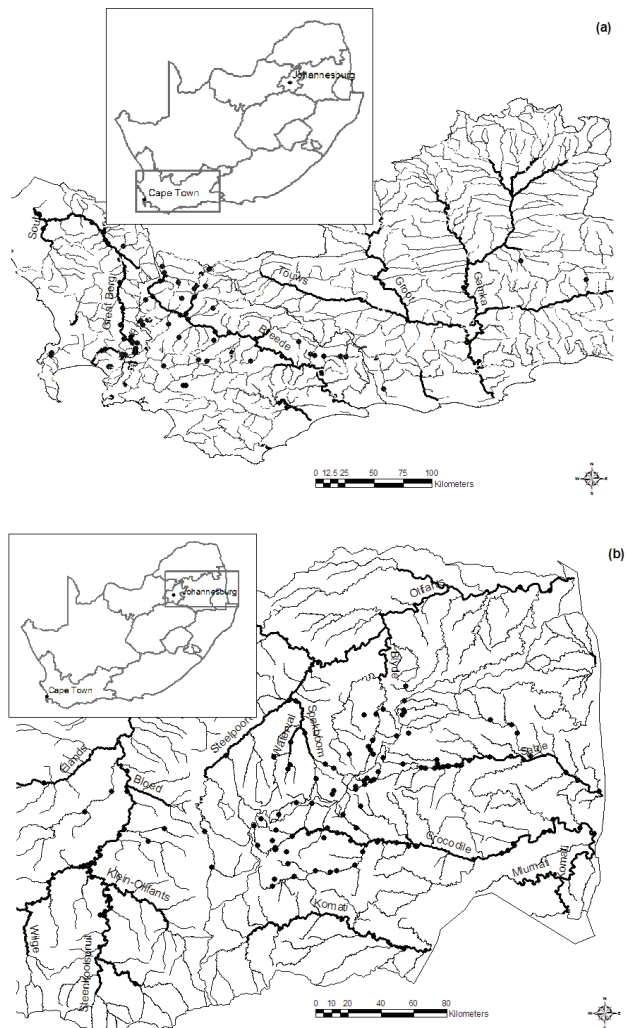 (a)
Johannesburg
Cape Town
Sout
Great Berg
Touws
Groot
Gamka
Breede
0 12.5 25 50 75 100
Kilometers
N
W E
S
(b)
Johannesburg
Cape Town
Olifants
Blyde
Steelpoort
Waterval
Spekboom
Elands
Bloed
Sabie
Crocodile
Mlumati
Komati
Klein-Olifants
Komati
Wilge
Steenkoolspruit
0 10 20 40 60 80
Kilometers
N
W E
S